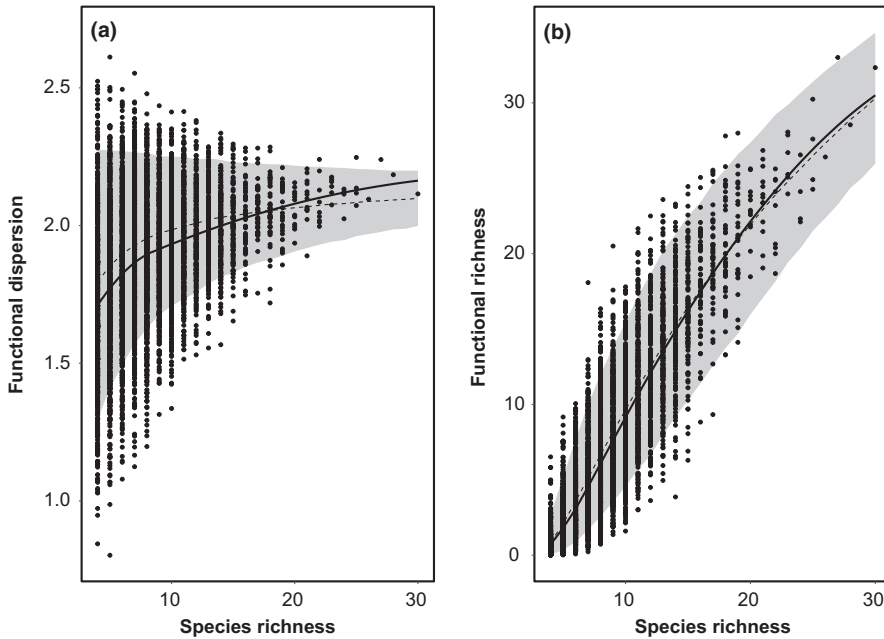 (a)
2.5
2.0
1.5
1.0
Functional dispersion
10
20
30
Species richness
(b)
30
20
10
0
Functional richness
10
20
30
Species richness